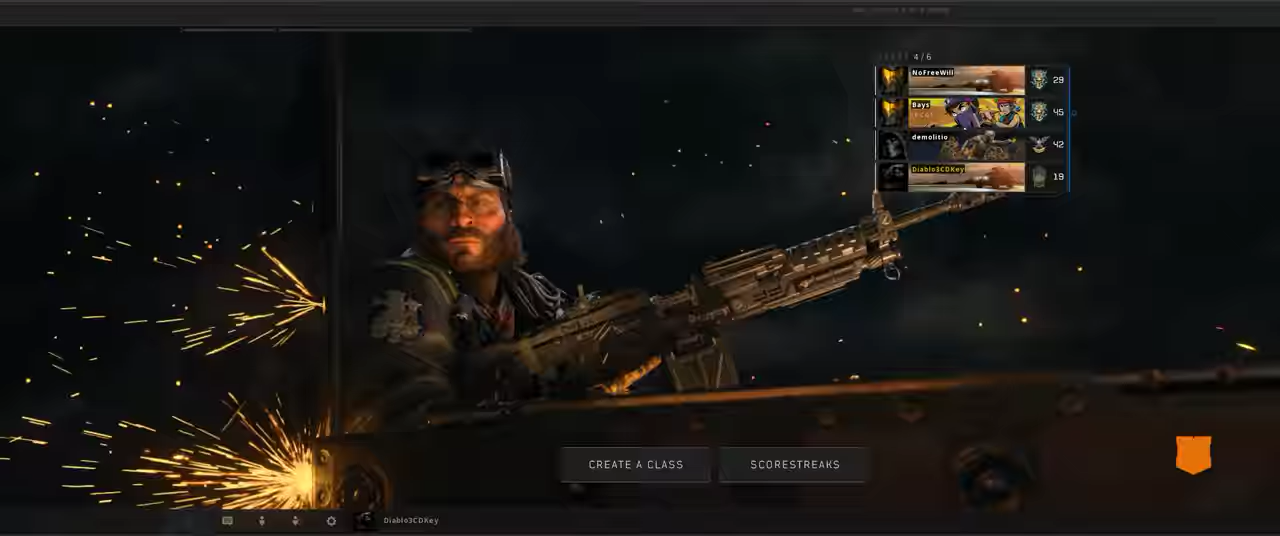 4/6
NoFreeWill 29
Bays 45
demolitio 42
Diablo3CDKey 19
CREATE A CLASS
SCORESTREAKS
Diablo3CDKey